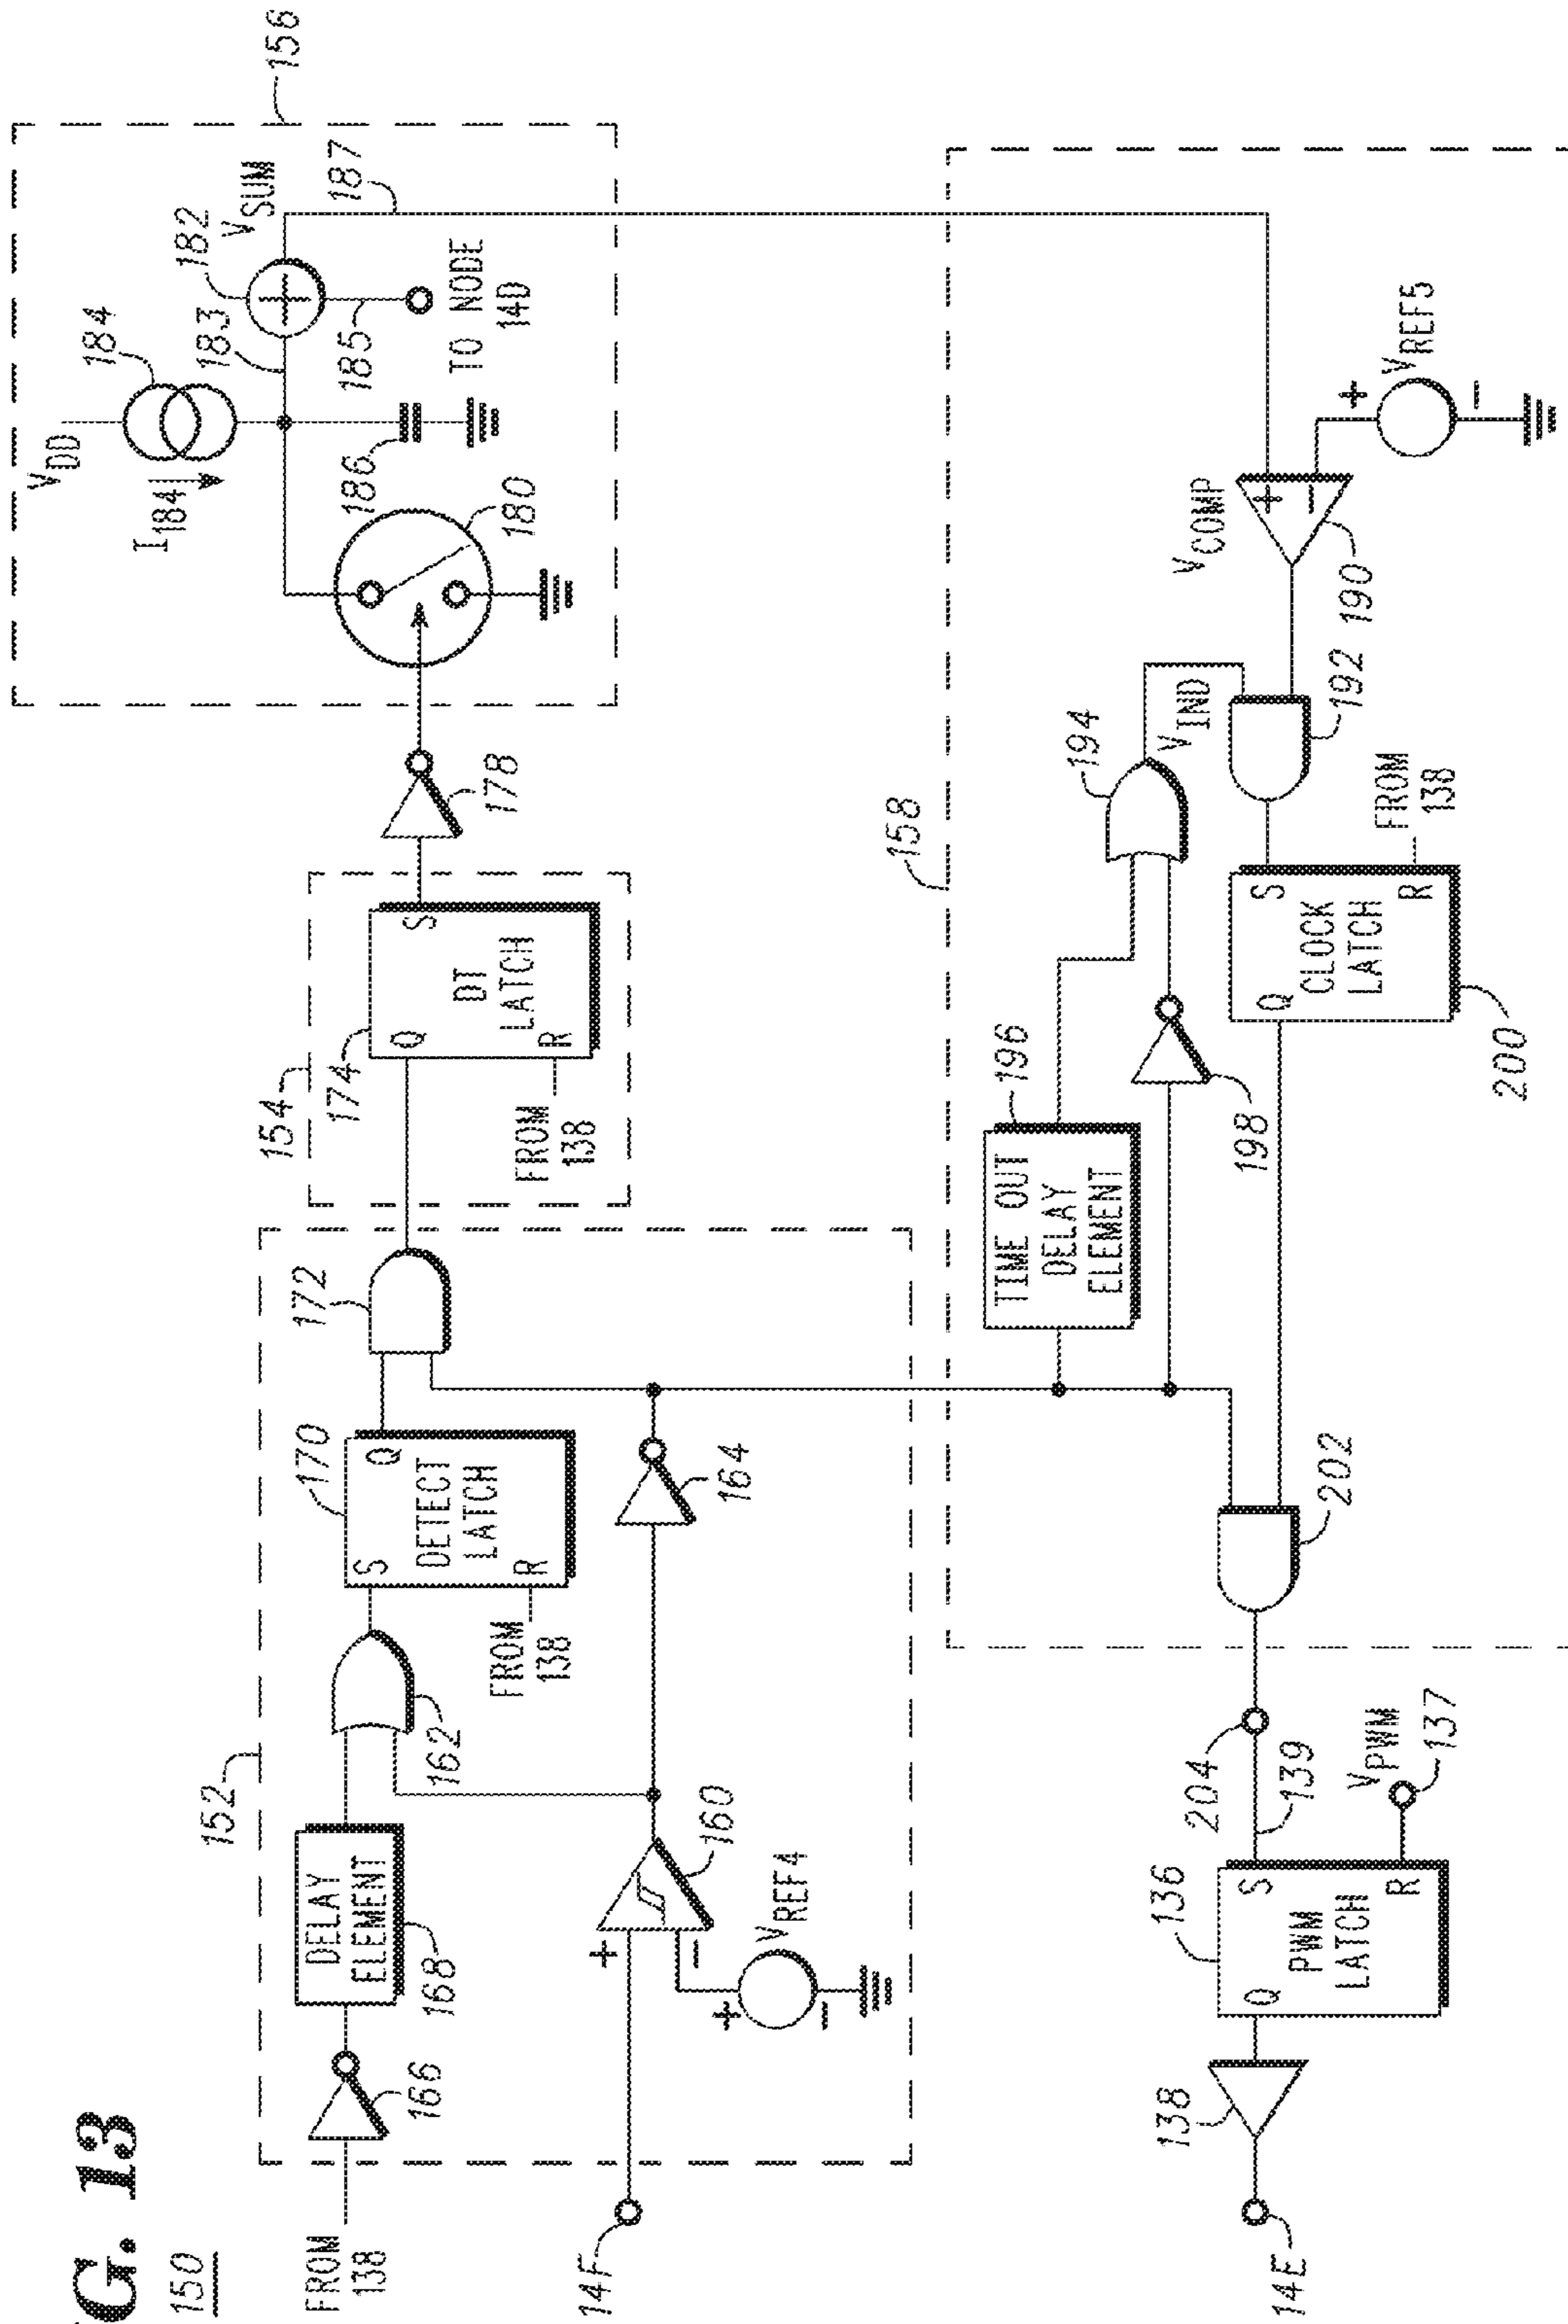 FIG. 13
150
FROM
138
166
DELAY
ELEMENT
168
152
162
S
Q
DETECT
LATCH
R
170
FROM
138
172
14F
+
−
160
+
−
VREF4
164
154
174
Q
S
DT
LATCH
R
FROM
138
178
156
VDD
184
I184
183
182
VSUM
186
185
187
180
TO NODE
14D
158
TIME OUT
DELAY
ELEMENT
196
194
198
VIND
192
VCOMP
+
−
190
+
−
VREF5
Q
S
CLOCK
LATCH
R
200
FROM
138
202
204
139
136
Q
S
PWM
LATCH
R
VPWM
137
138
14E